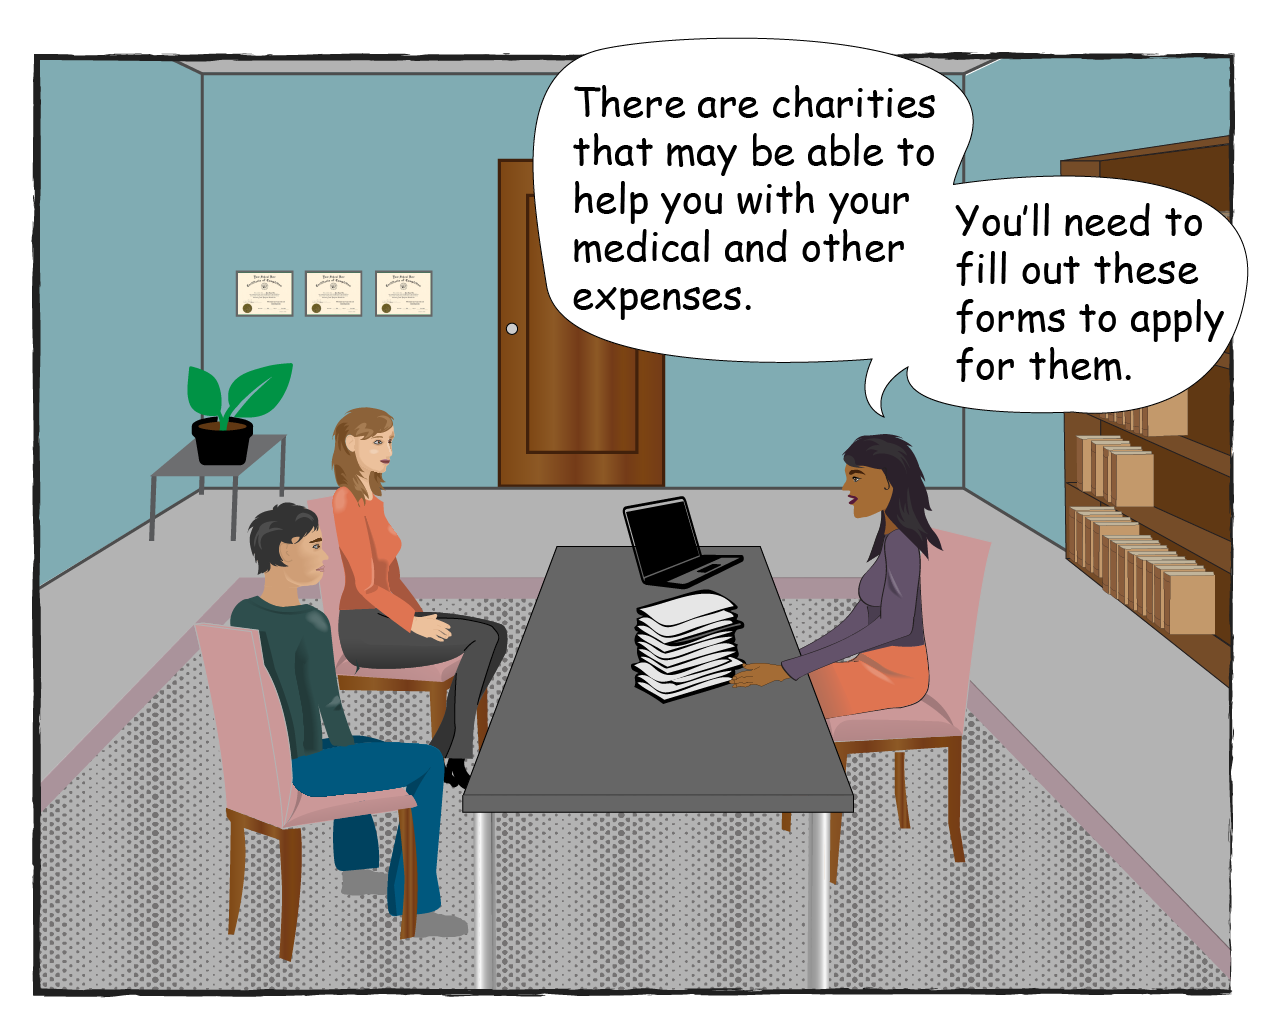 There are charities
that may be able to
help you with your
medical and other
expenses.
You'll need to
fill out these
forms to apply
for them.